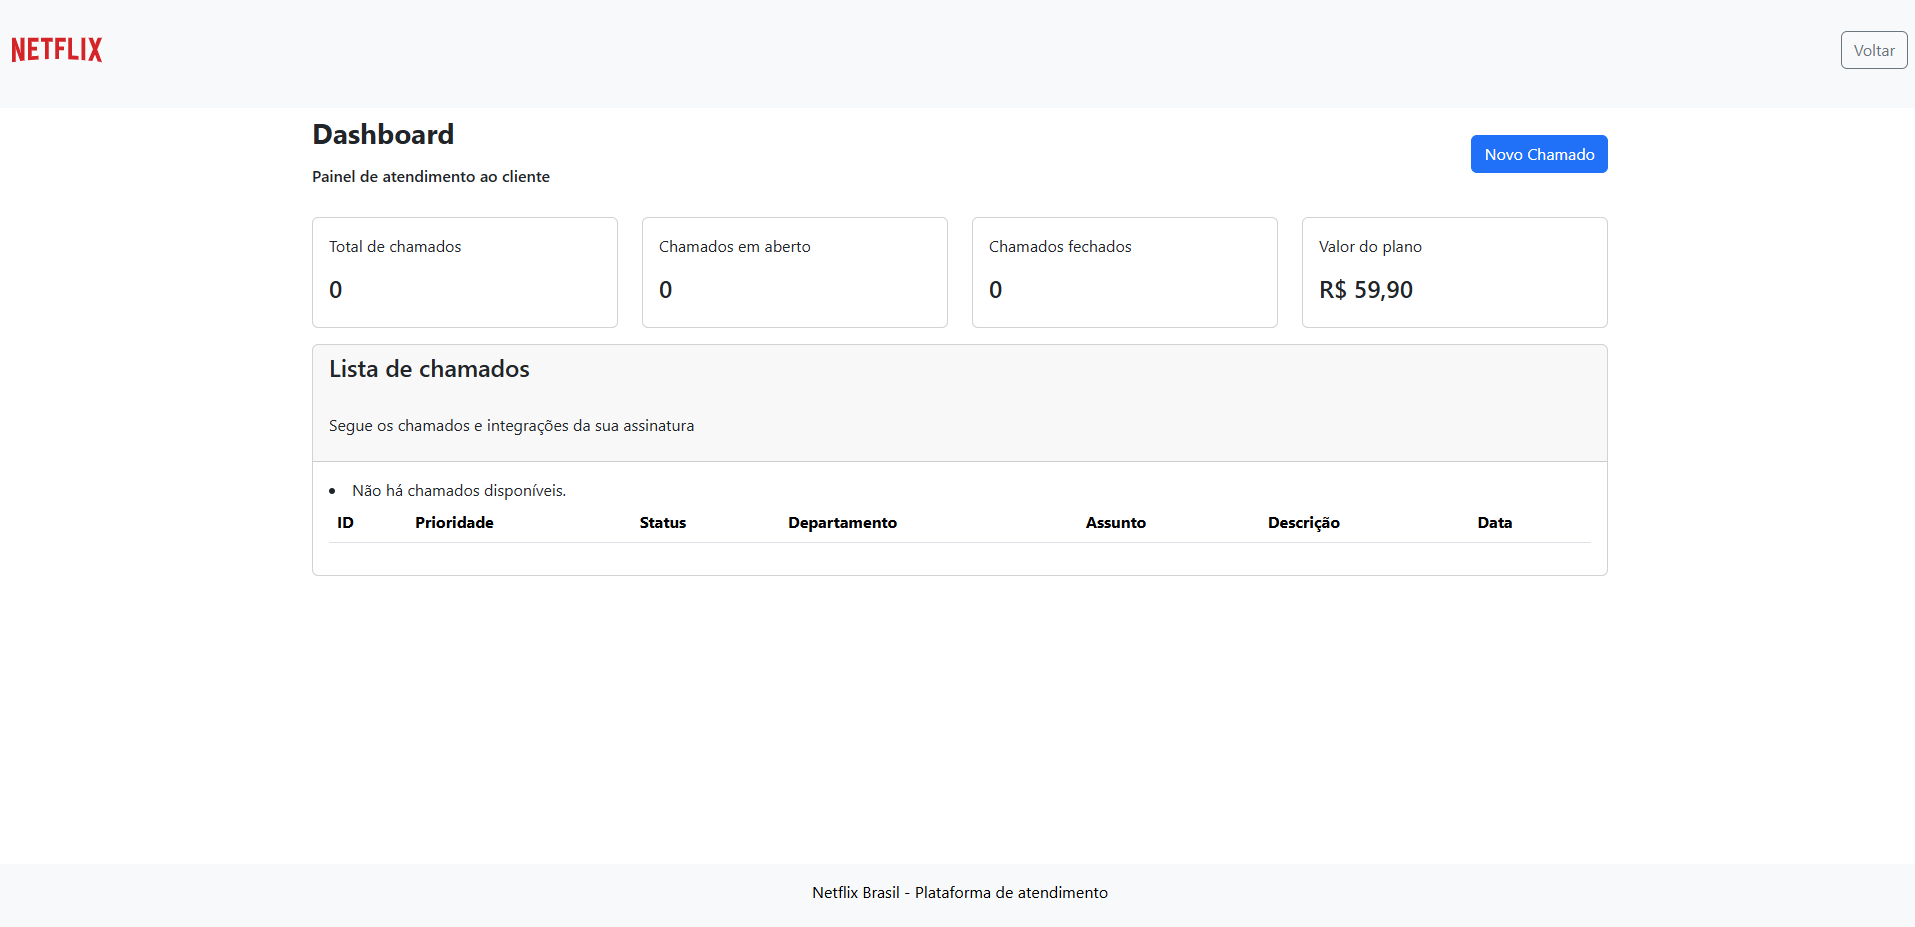 NETFLIX
Voltar
Dashboard
Novo Chamado
Painel de atendimento ao cliente
Total de chamados
0
Chamados em aberto
0
Chamados fechados
0
Valor do plano
R$ 59,90
Lista de chamados
Segue os chamados e integrações da sua assinatura
Não há chamados disponíveis.
ID Prioridade Status Departamento Assunto Descrição Data
Netflix Brasil - Plataforma de atendimento